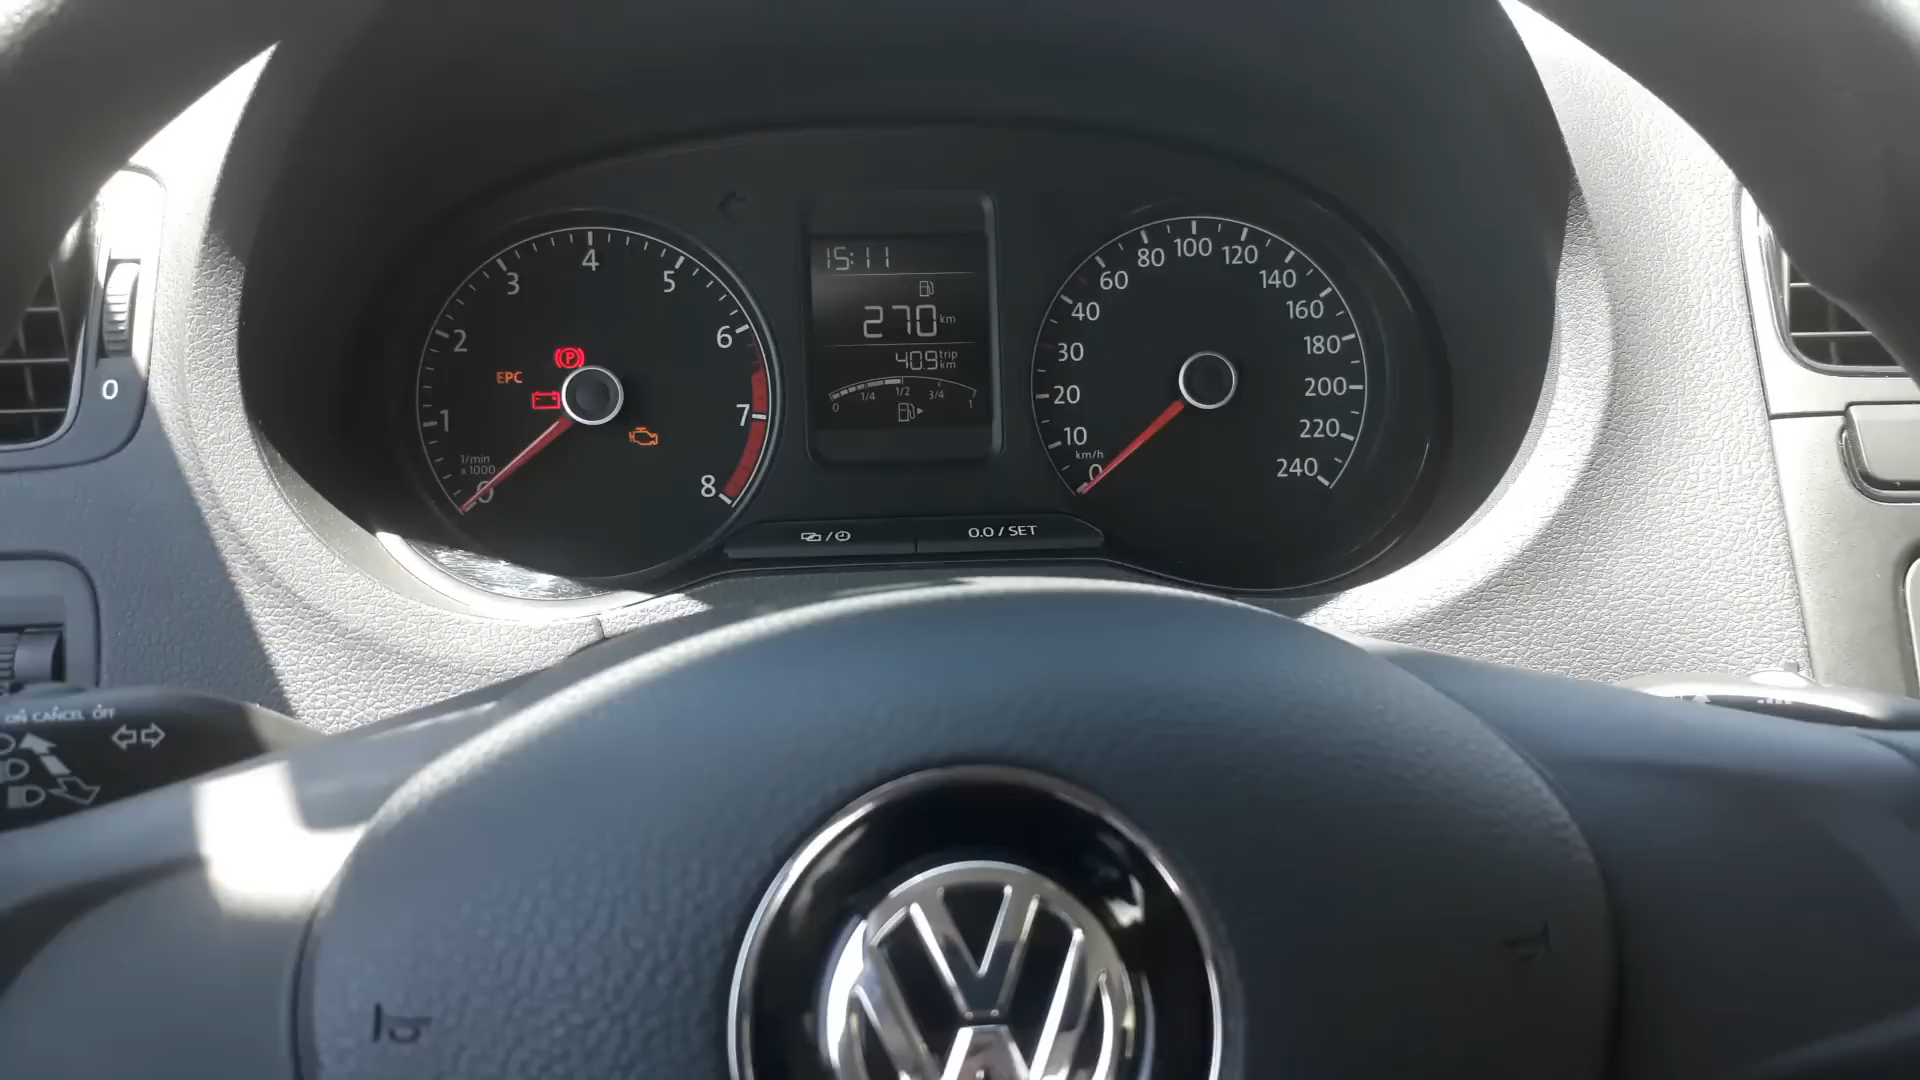 15:11
270 km
40.9 trip km
0 1/4 1/2 3/4 1
1 2 3 4 5 6 7 8
EPC
P
1/min
x 1000
0
0 10 20 30 40 60 80 100 120 140 160 180 200 220 240
km/h
0.0 / SET
0
ON CANCEL OFF